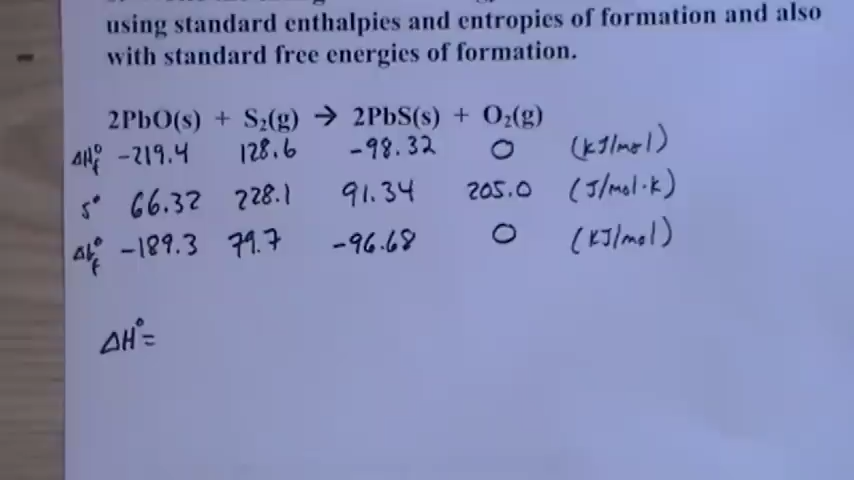 using standard enthalpies and entropies of formation and also
with standard free energies of formation.
2PbO(s) + S₂(g) → 2PbS(s) + O₂(g)
ΔH°f -219.4 128.6 -98.32 0 (kJ/mol)
S° 66.32 228.1 91.34 205.0 (J/mol·K)
ΔG°f -189.3 79.7 -96.68 0 (kJ/mol)
ΔH°=